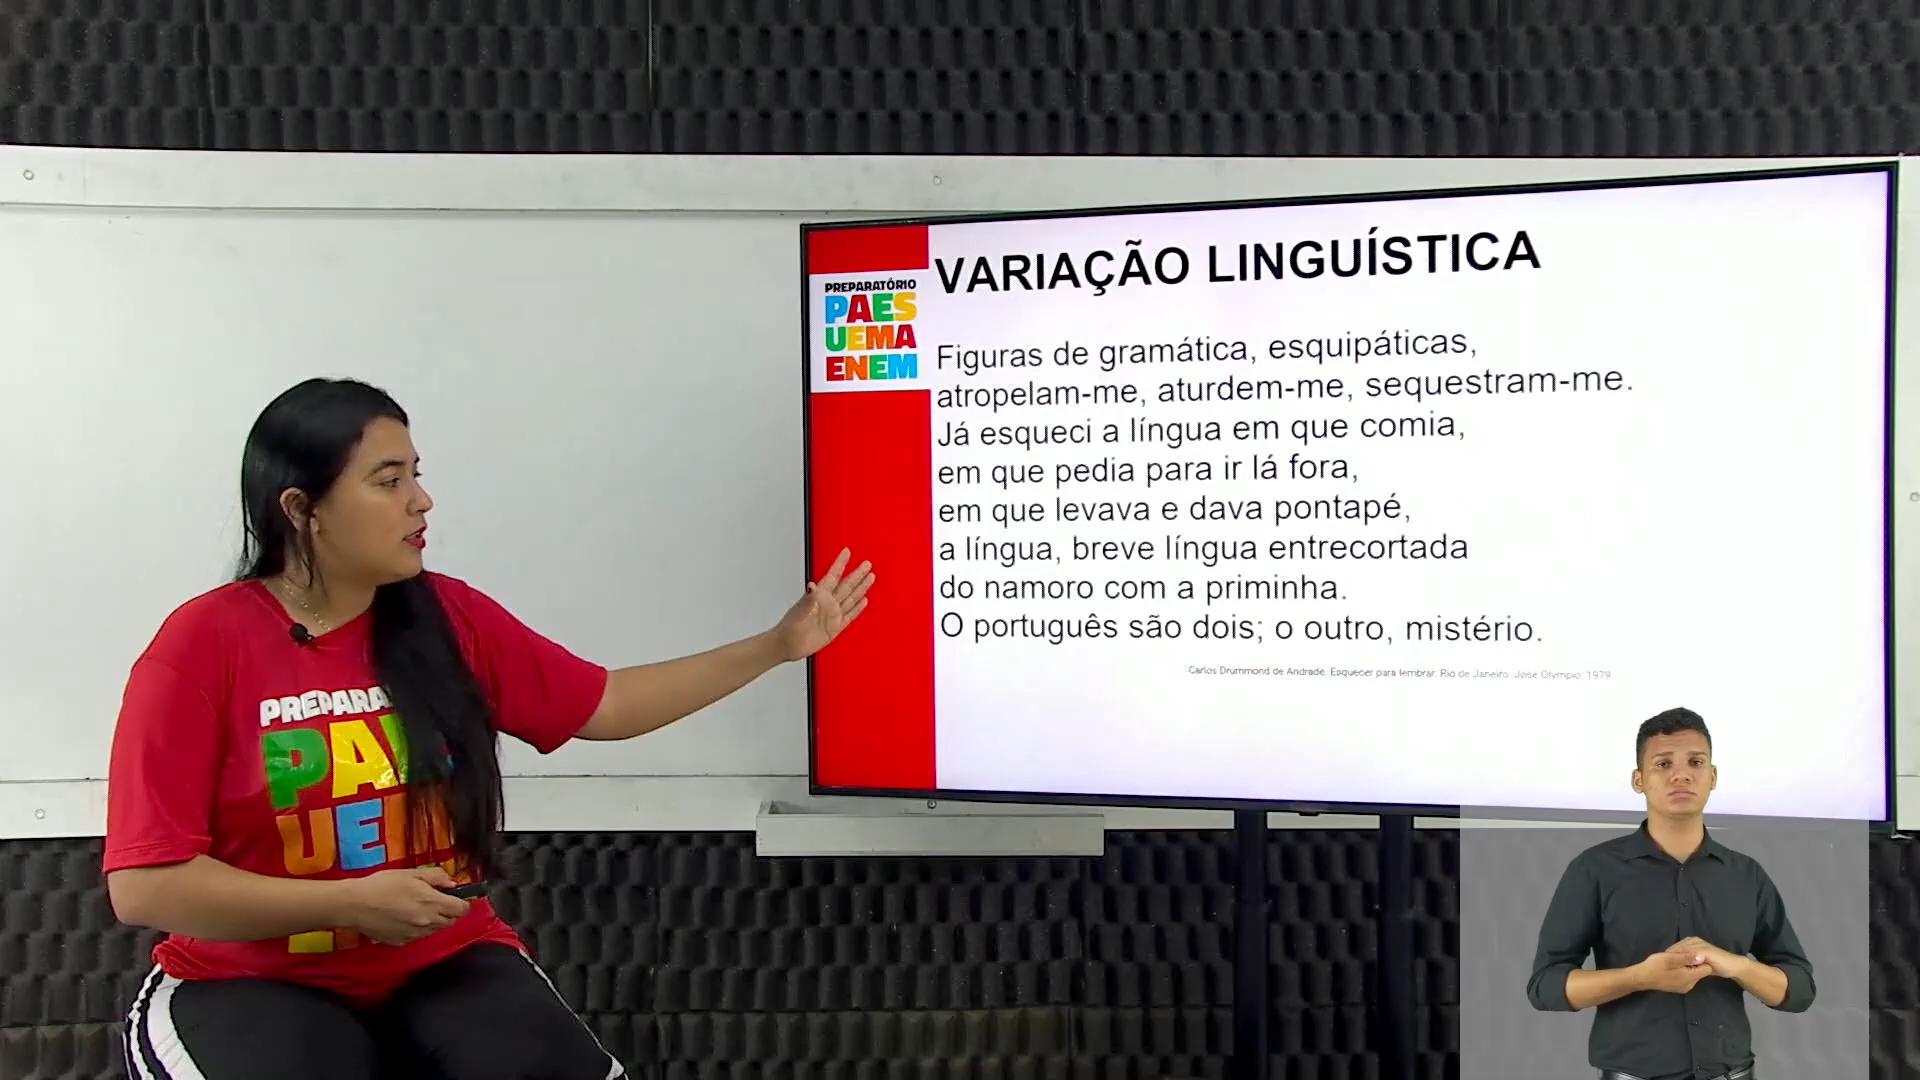 VARIAÇÃO LINGUÍSTICA
PREPARATÓRIO
PAES
UEMA
ENEM
Figuras de gramática, esquipáticas,
atropelam-me, aturdem-me, sequestram-me.
Já esqueci a língua em que comia,
em que pedia para ir lá fora,
em que levava e dava pontapé,
a língua, breve língua entrecortada
do namoro com a priminha.
O português são dois; o outro, mistério.
Carlos Drummond de Andrade. Esquecer para lembrar. Rio de Janeiro: José Olympio, 1979
PREPARA
PA
UE